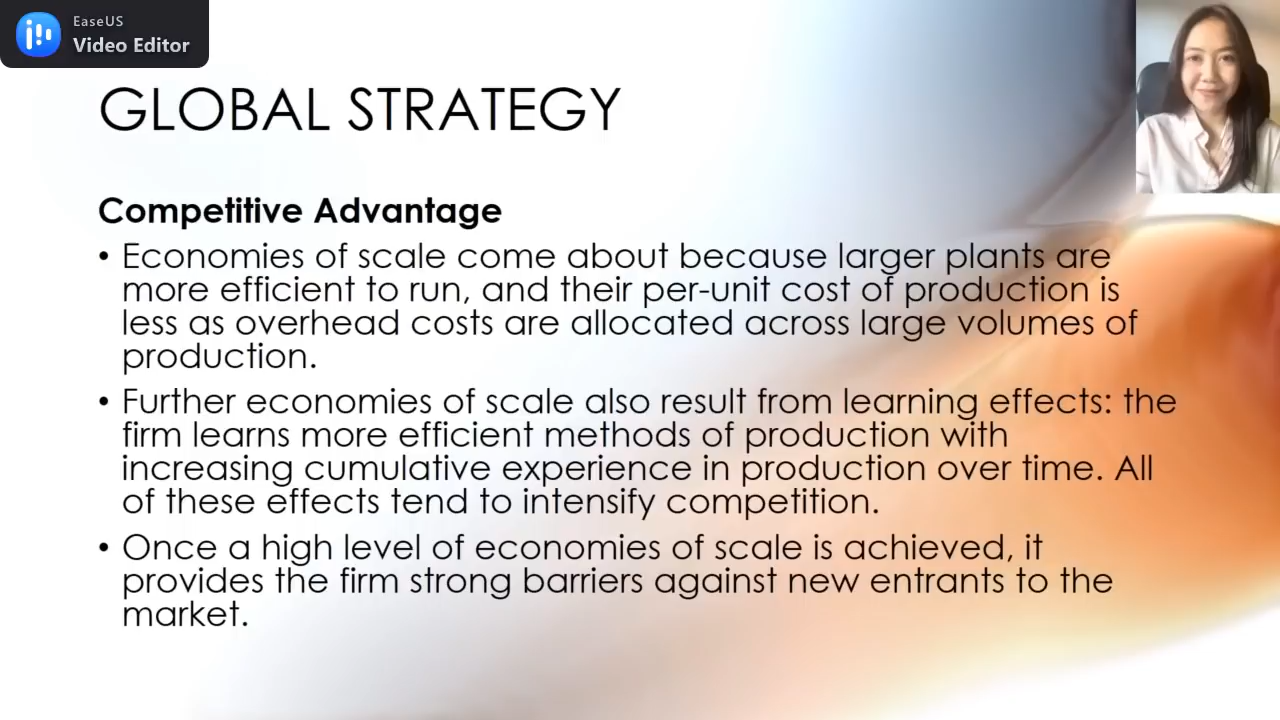 EaseUS
Video Editor
GLOBAL STRATEGY
Competitive Advantage
• Economies of scale come about because larger plants are
more efficient to run, and their per-unit cost of production is
less as overhead costs are allocated across large volumes of
production.
• Further economies of scale also result from learning effects: the
firm learns more efficient methods of production with
increasing cumulative experience in production over time. All
of these effects tend to intensify competition.
• Once a high level of economies of scale is achieved, it
provides the firm strong barriers against new entrants to the
market.